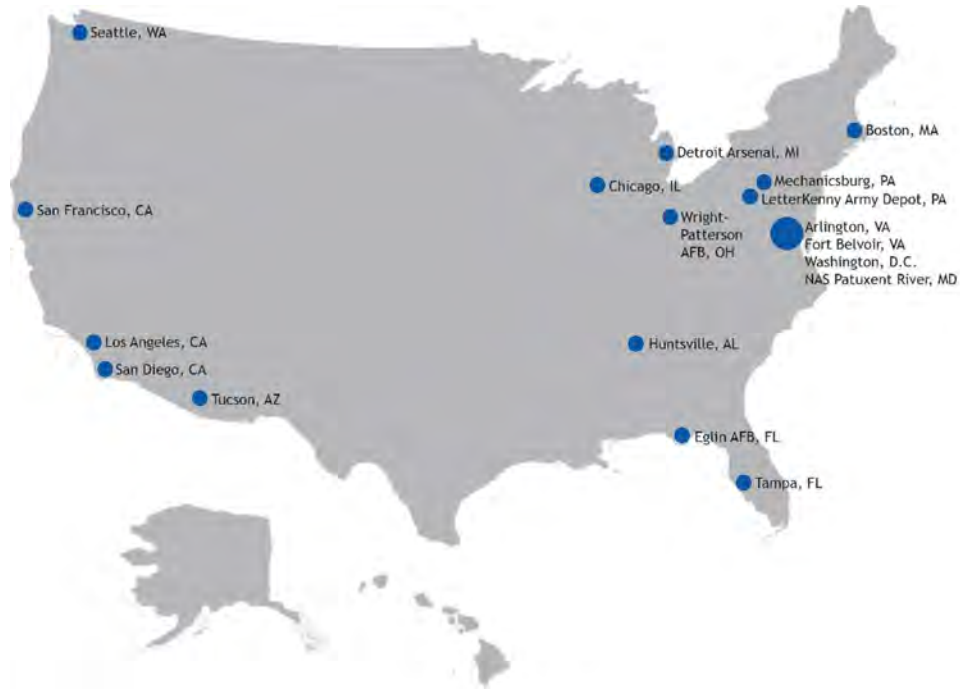 Seattle, WA
Boston, MA
Detroit Arsenal, MI
Chicago, IL
Mechanicsburg, PA
LetterKenny Army Depot, PA
San Francisco, CA
Wright-
Patterson
AFB, OH
Arlington, VA
Fort Belvoir, VA
Washington, D.C.
NAS Patuxent River, MD
Los Angeles, CA
Huntsville, AL
San Diego, CA
Tucson, AZ
Eglin AFB, FL
Tampa, FL